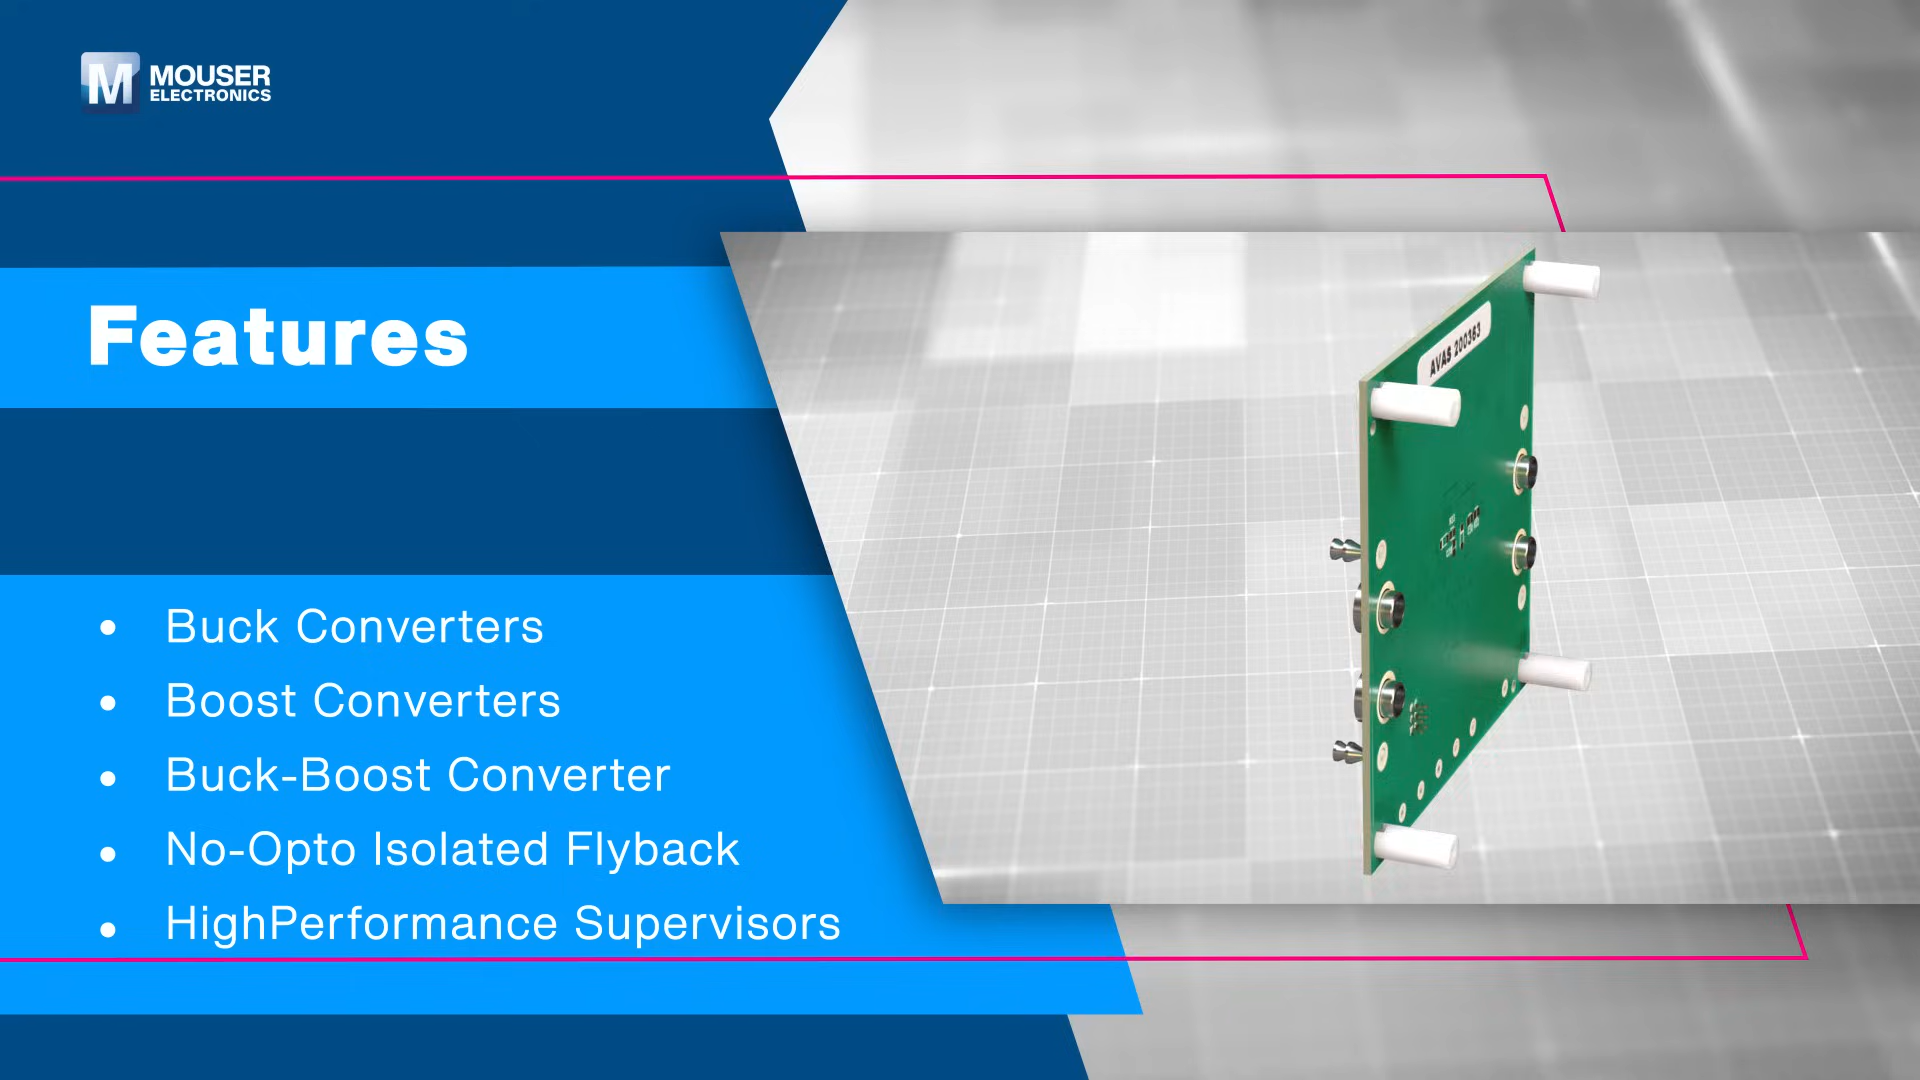 MOUSER
ELECTRONICS
Features
AVAS 200363
• Buck Converters
• Boost Converters
• Buck-Boost Converter
• No-Opto Isolated Flyback
• HighPerformance Supervisors